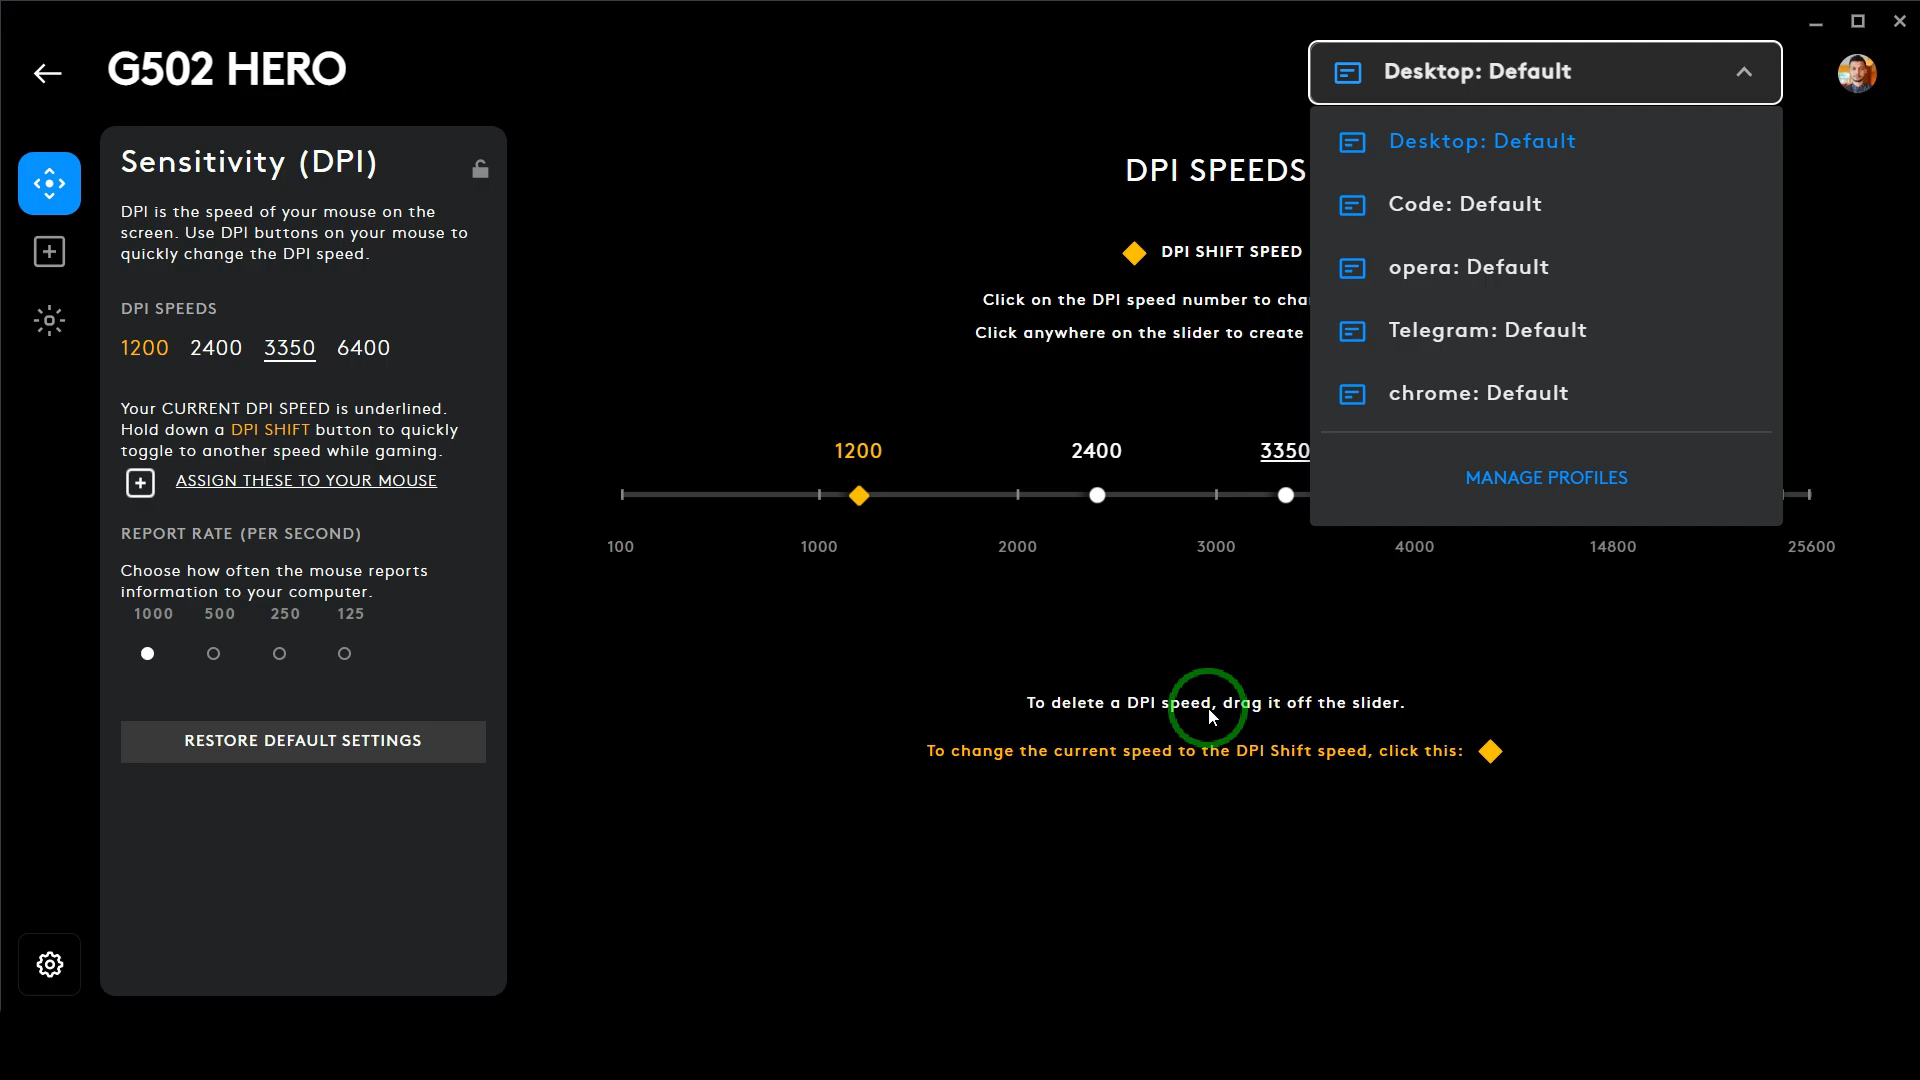 G502 HERO
Desktop: Default
Sensitivity (DPI)
DPI is the speed of your mouse on the
screen. Use DPI buttons on your mouse to
quickly change the DPI speed.
DPI SPEEDS
1200 2400 3350 6400
Your CURRENT DPI SPEED is underlined.
Hold down a DPI SHIFT button to quickly
toggle to another speed while gaming.
ASSIGN THESE TO YOUR MOUSE
REPORT RATE (PER SECOND)
Choose how often the mouse reports
information to your computer.
1000 500 250 125
RESTORE DEFAULT SETTINGS
DPI SPEEDS
DPI SHIFT SPEED
Click on the DPI speed number to
Click anywhere on the slider to create
1200 2400 3350
100 1000 2000 3000 4000 14800 25600
To delete a DPI speed, drag it off the slider.
To change the current speed to the DPI Shift speed, click this:
Desktop: Default
Code: Default
opera: Default
Telegram: Default
chrome: Default
MANAGE PROFILES